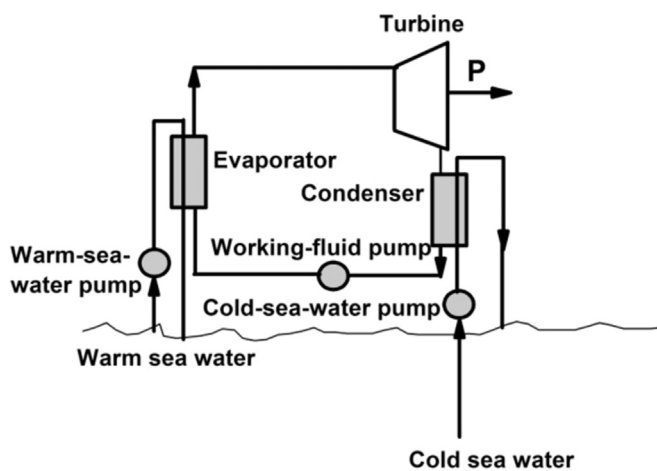 Turbine
P
Evaporator
Condenser
Warm-sea-
water pump
Working-fluid pump
Cold-sea-water pump
Warm sea water
Cold sea water